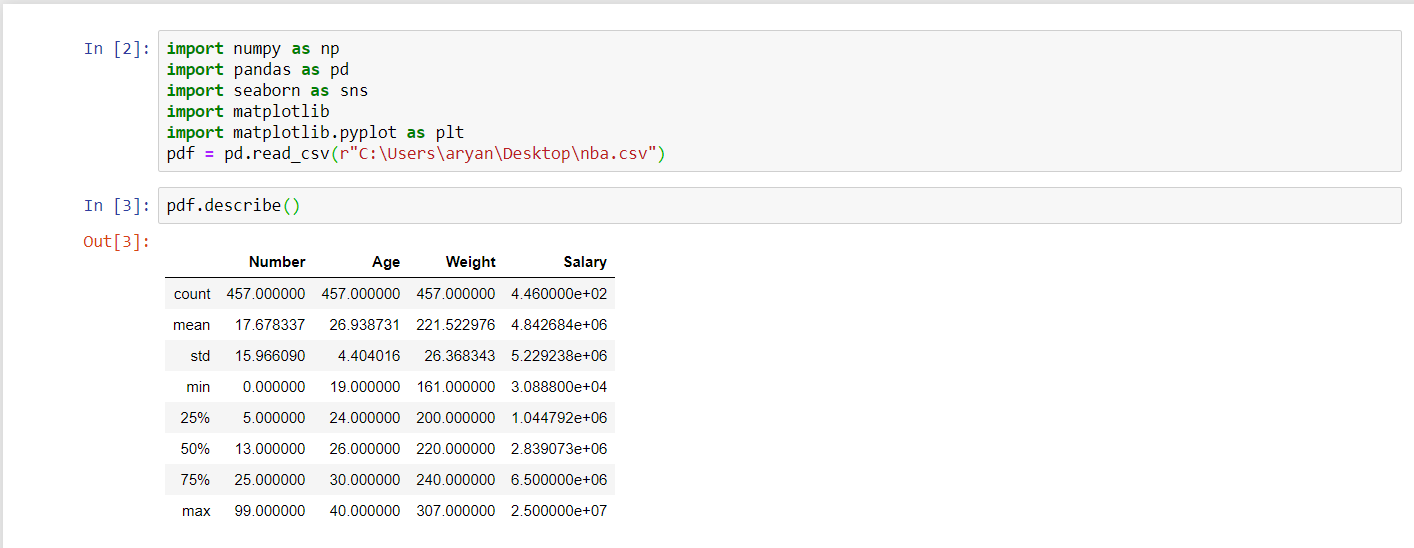 In [2]: import numpy as np
import pandas as pd
import seaborn as sns
import matplotlib
import matplotlib.pyplot as plt
pdf = pd.read_csv(r"C:\Users\aryan\Desktop\nba.csv")
In [3]: pdf.describe()
Out[3]:
Number Age Weight Salary
count 457.000000 457.000000 457.000000 4.460000e+02
mean 17.678337 26.938731 221.522976 4.842684e+06
std 15.966090 4.404016 26.368343 5.229238e+06
min 0.000000 19.000000 161.000000 3.088800e+04
25% 5.000000 24.000000 200.000000 1.044792e+06
50% 13.000000 26.000000 220.000000 2.839073e+06
75% 25.000000 30.000000 240.000000 6.500000e+06
max 99.000000 40.000000 307.000000 2.500000e+07